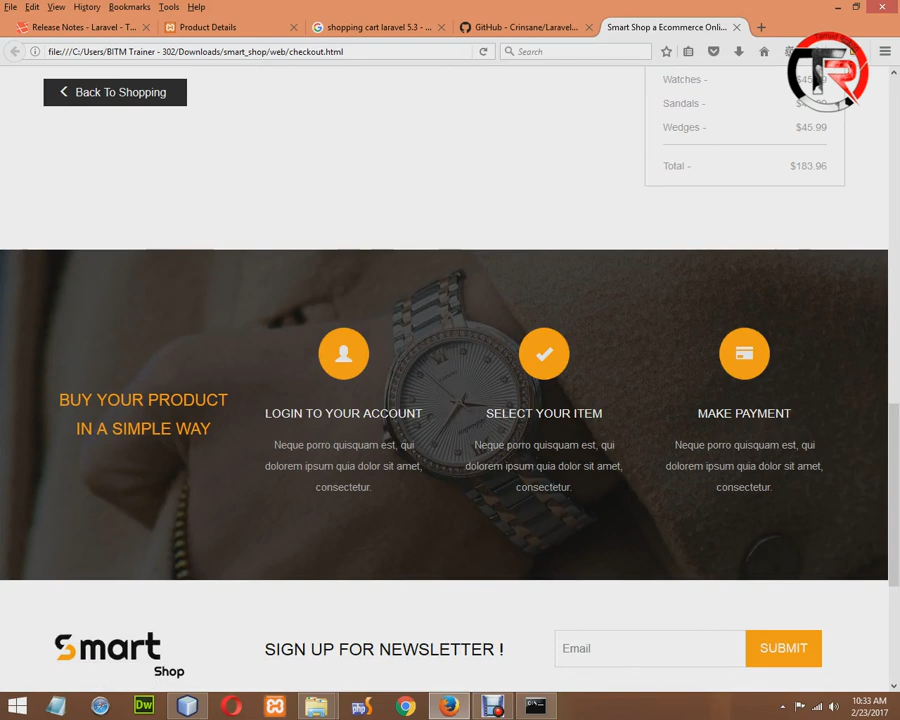 File Edit View History Bookmarks Tools Help
Release Notes - Laravel - T...
Product Details
shopping cart laravel 5.3 - ...
GitHub - Crinsane/Laravel...
Smart Shop a Ecommerce Onli...
file:///C:/Users/BITM Trainer - 302/Downloads/smart_shop/web/checkout.html
Search
Back To Shopping
Watches -
Sandals -
Wedges - $45.99
Total - $183.96
BUY YOUR PRODUCT
IN A SIMPLE WAY
LOGIN TO YOUR ACCOUNT
Neque porro quisquam est, qui
dolorem ipsum quia dolor sit amet,
consectetur.
SELECT YOUR ITEM
Neque porro quisquam est, qui
dolorem ipsum quia dolor sit amet,
consectetur.
MAKE PAYMENT
Neque porro quisquam est, qui
dolorem ipsum quia dolor sit amet,
consectetur.
Smart
Shop
SIGN UP FOR NEWSLETTER !
Email
SUBMIT
Dw
10:33 AM
2/23/2017